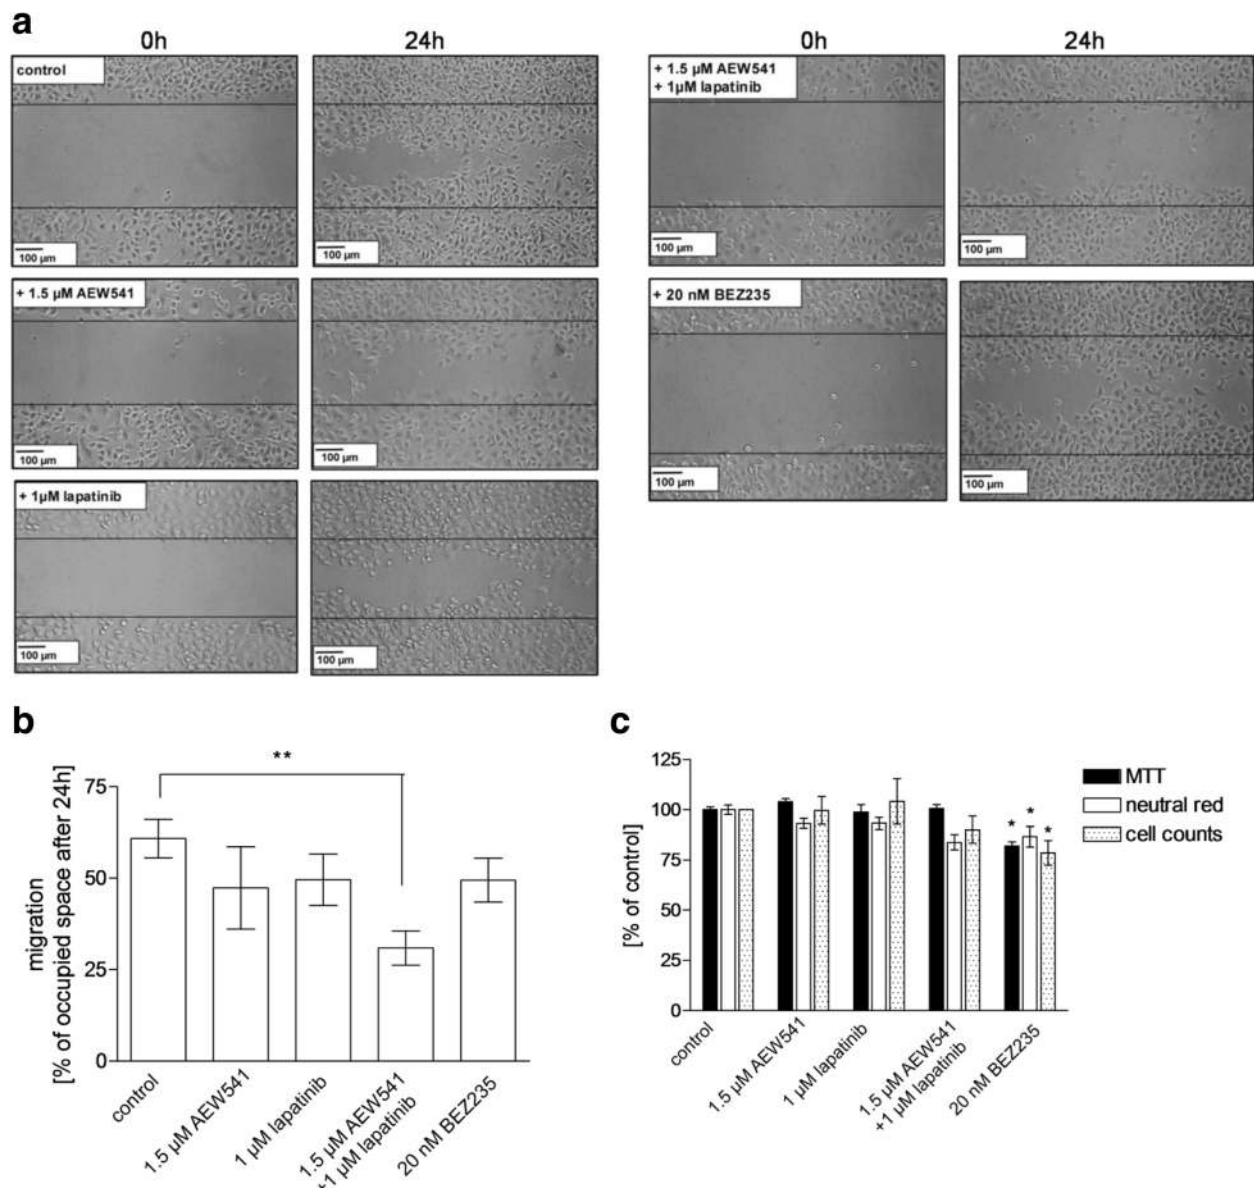 a
0h 24h 0h 24h
control
100 µm
100 µm
+ 1.5 µM AEW541
+ 1µM lapatinib
100 µm
100 µm
+ 1.5 µM AEW541
100 µm
100 µm
+ 20 nM BEZ235
100 µm
100 µm
+ 1µM lapatinib
100 µm
100 µm
b
migration
[% of occupied space after 24h]
75
50
25
0
**
control
1.5 µM AEW541
1 µM lapatinib
1.5 µM AEW541
+1 µM lapatinib
20 nM BEZ235
c
[% of control]
125
100
75
50
25
0
* * *
control
1.5 µM AEW541
1 µM lapatinib
1.5 µM AEW541
+1 µM lapatinib
20 nM BEZ235
MTT
neutral red
cell counts